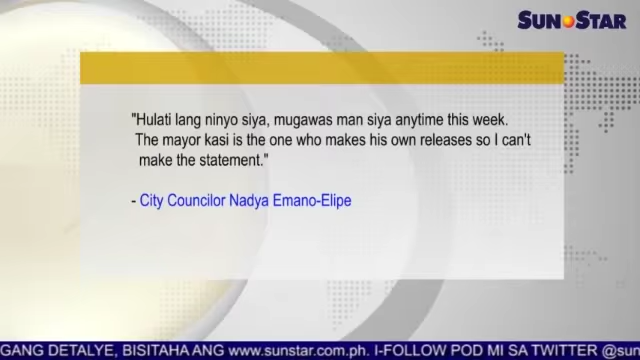 SUN STAR
"Hulati lang ninyo siya, mugawas man siya anytime this week.
The mayor kasi is the one who makes his own releases so I can't
make the statement."
- City Councilor Nadya Emano-Elipe
GANG DETALYE, BISITAHA ANG www.sunstar.com.ph. I-FOLLOW POD MI SA TWITTER @sun